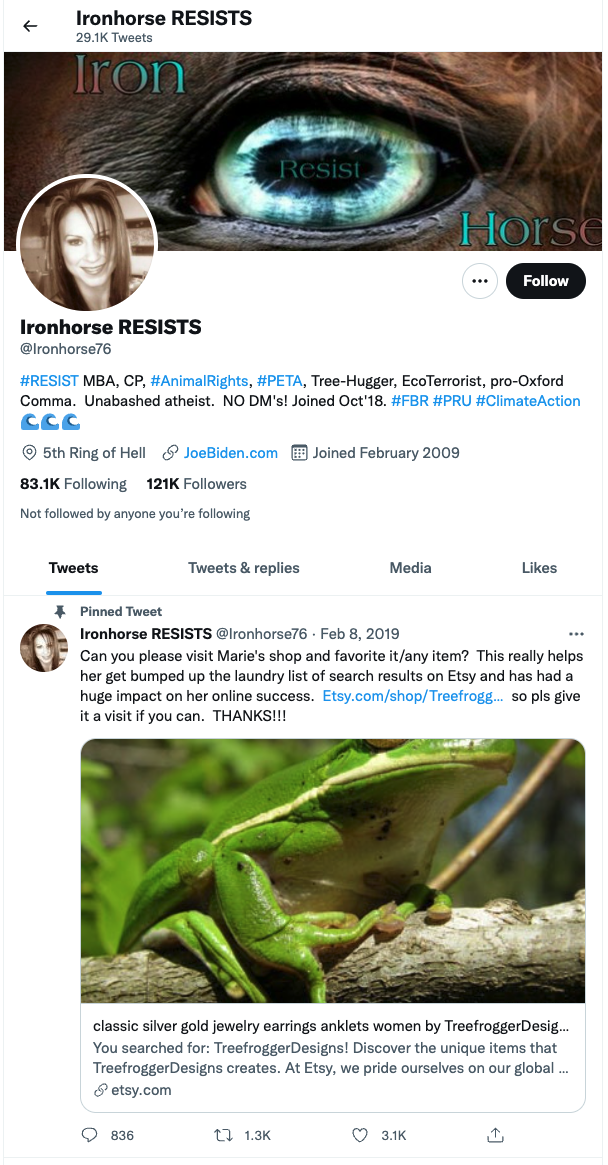 Ironhorse RESISTS
29.1K Tweets
Iron
Resist
Horse
Follow
Ironhorse RESISTS
@Ironhorse76
#RESIST MBA, CP, #AnimalRights, #PETA, Tree-Hugger, EcoTerrorist, pro-Oxford
Comma.  Unabashed atheist.  NO DM's! Joined Oct'18. #FBR #PRU #ClimateAction
🌊🌊🌊
5th Ring of Hell JoeBiden.com Joined February 2009
83.1K Following 121K Followers
Not followed by anyone you’re following
Tweets Tweets & replies Media Likes
Pinned Tweet
Ironhorse RESISTS @Ironhorse76 · Feb 8, 2019
Can you please visit Marie's shop and favorite it/any item?  This really helps
her get bumped up the laundry list of search results on Etsy and has had a
huge impact on her online success.  Etsy.com/shop/Treefrogg...  so pls give
it a visit if you can.  THANKS!!!
classic silver gold jewelry earrings anklets women by TreefroggerDesig...
You searched for: TreefroggerDesigns! Discover the unique items that
TreefroggerDesigns creates. At Etsy, we pride ourselves on our global ...
etsy.com
836 1.3K 3.1K